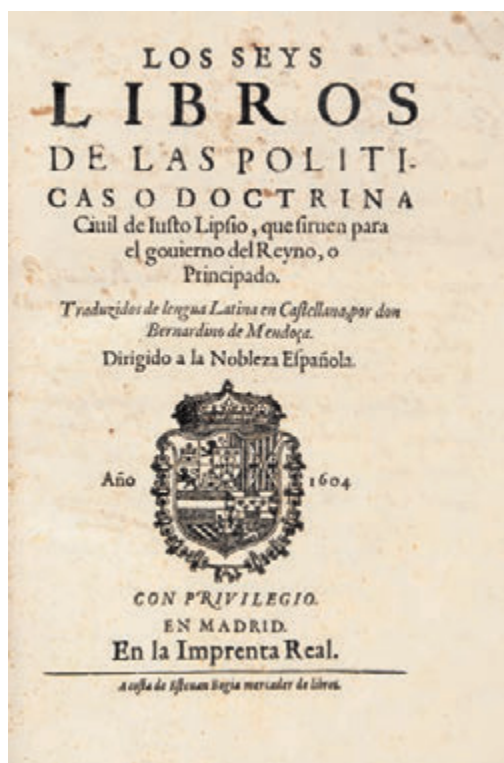 LOS SEYS
LIBROS
DE LAS POLITI-
CAS O DOCTRINA
Ciuil de Iusto Lipsio, que siruen para
el gouierno del Reyno, o
Principado.
Traduzidos de lengua Latina en Castellana, por don
Bernardino de Mendoça.
Dirigido a la Nobleza Española.
Año 1604
CON PRIVILEGIO.
EN MADRID.
En la Imprenta Real.
A costa de Esteuan Bogia mercader de libros.